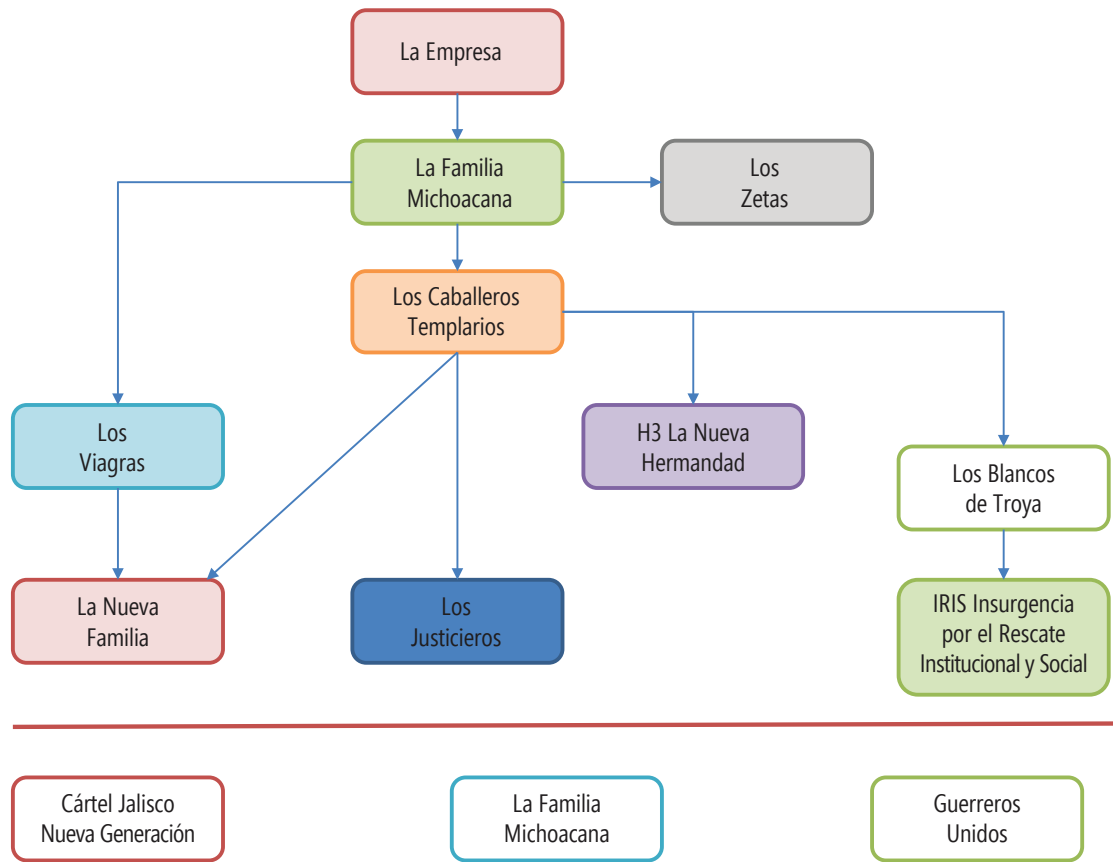 La Empresa
La Familia
Michoacana
Los
Zetas
Los Caballeros
Templarios
Los
Viagras
H3 La Nueva
Hermandad
Los Blancos
de Troya
La Nueva
Familia
Los
Justicieros
IRIS Insurgencia
por el Rescate
Institucional y Social
Cártel Jalisco
Nueva Generación
La Familia
Michoacana
Guerreros
Unidos